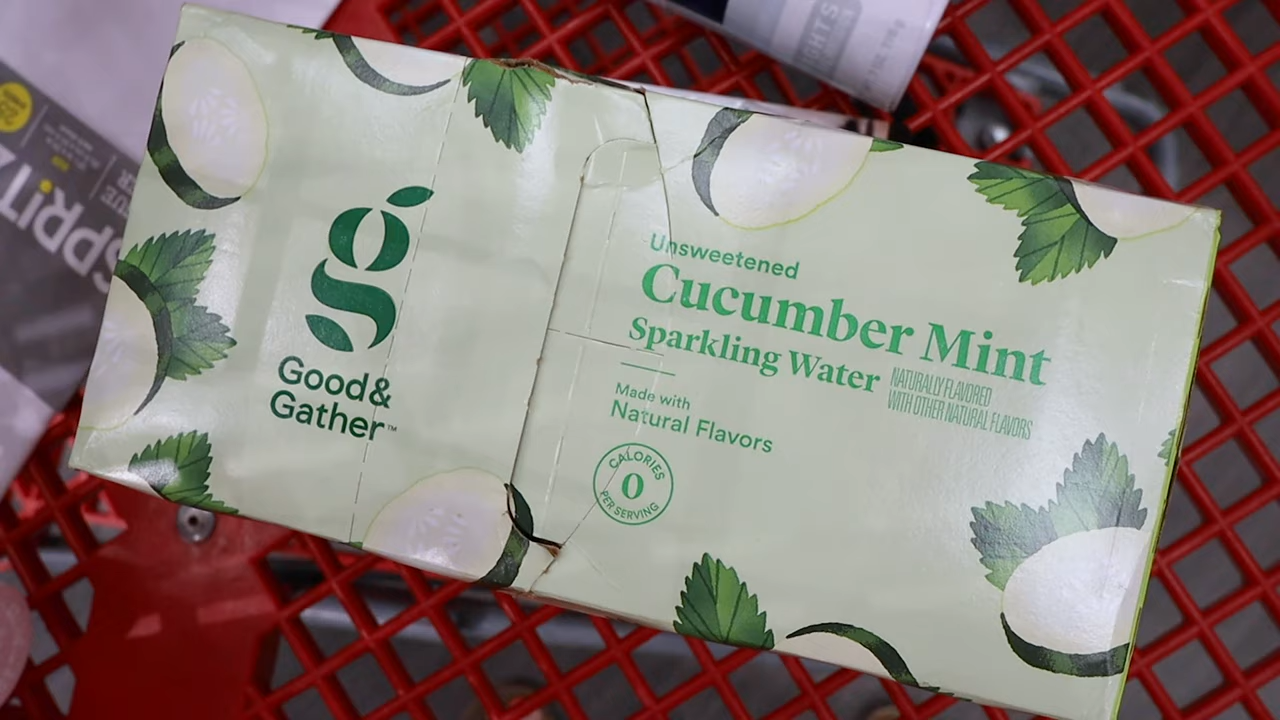 g
Good&
Gather™
Unsweetened
Cucumber Mint
Sparkling Water
NATURALLY FLAVORED
WITH OTHER NATURAL FLAVORS
Made with
Natural Flavors
CALORIES
0
PER SERVING
SPRITZ